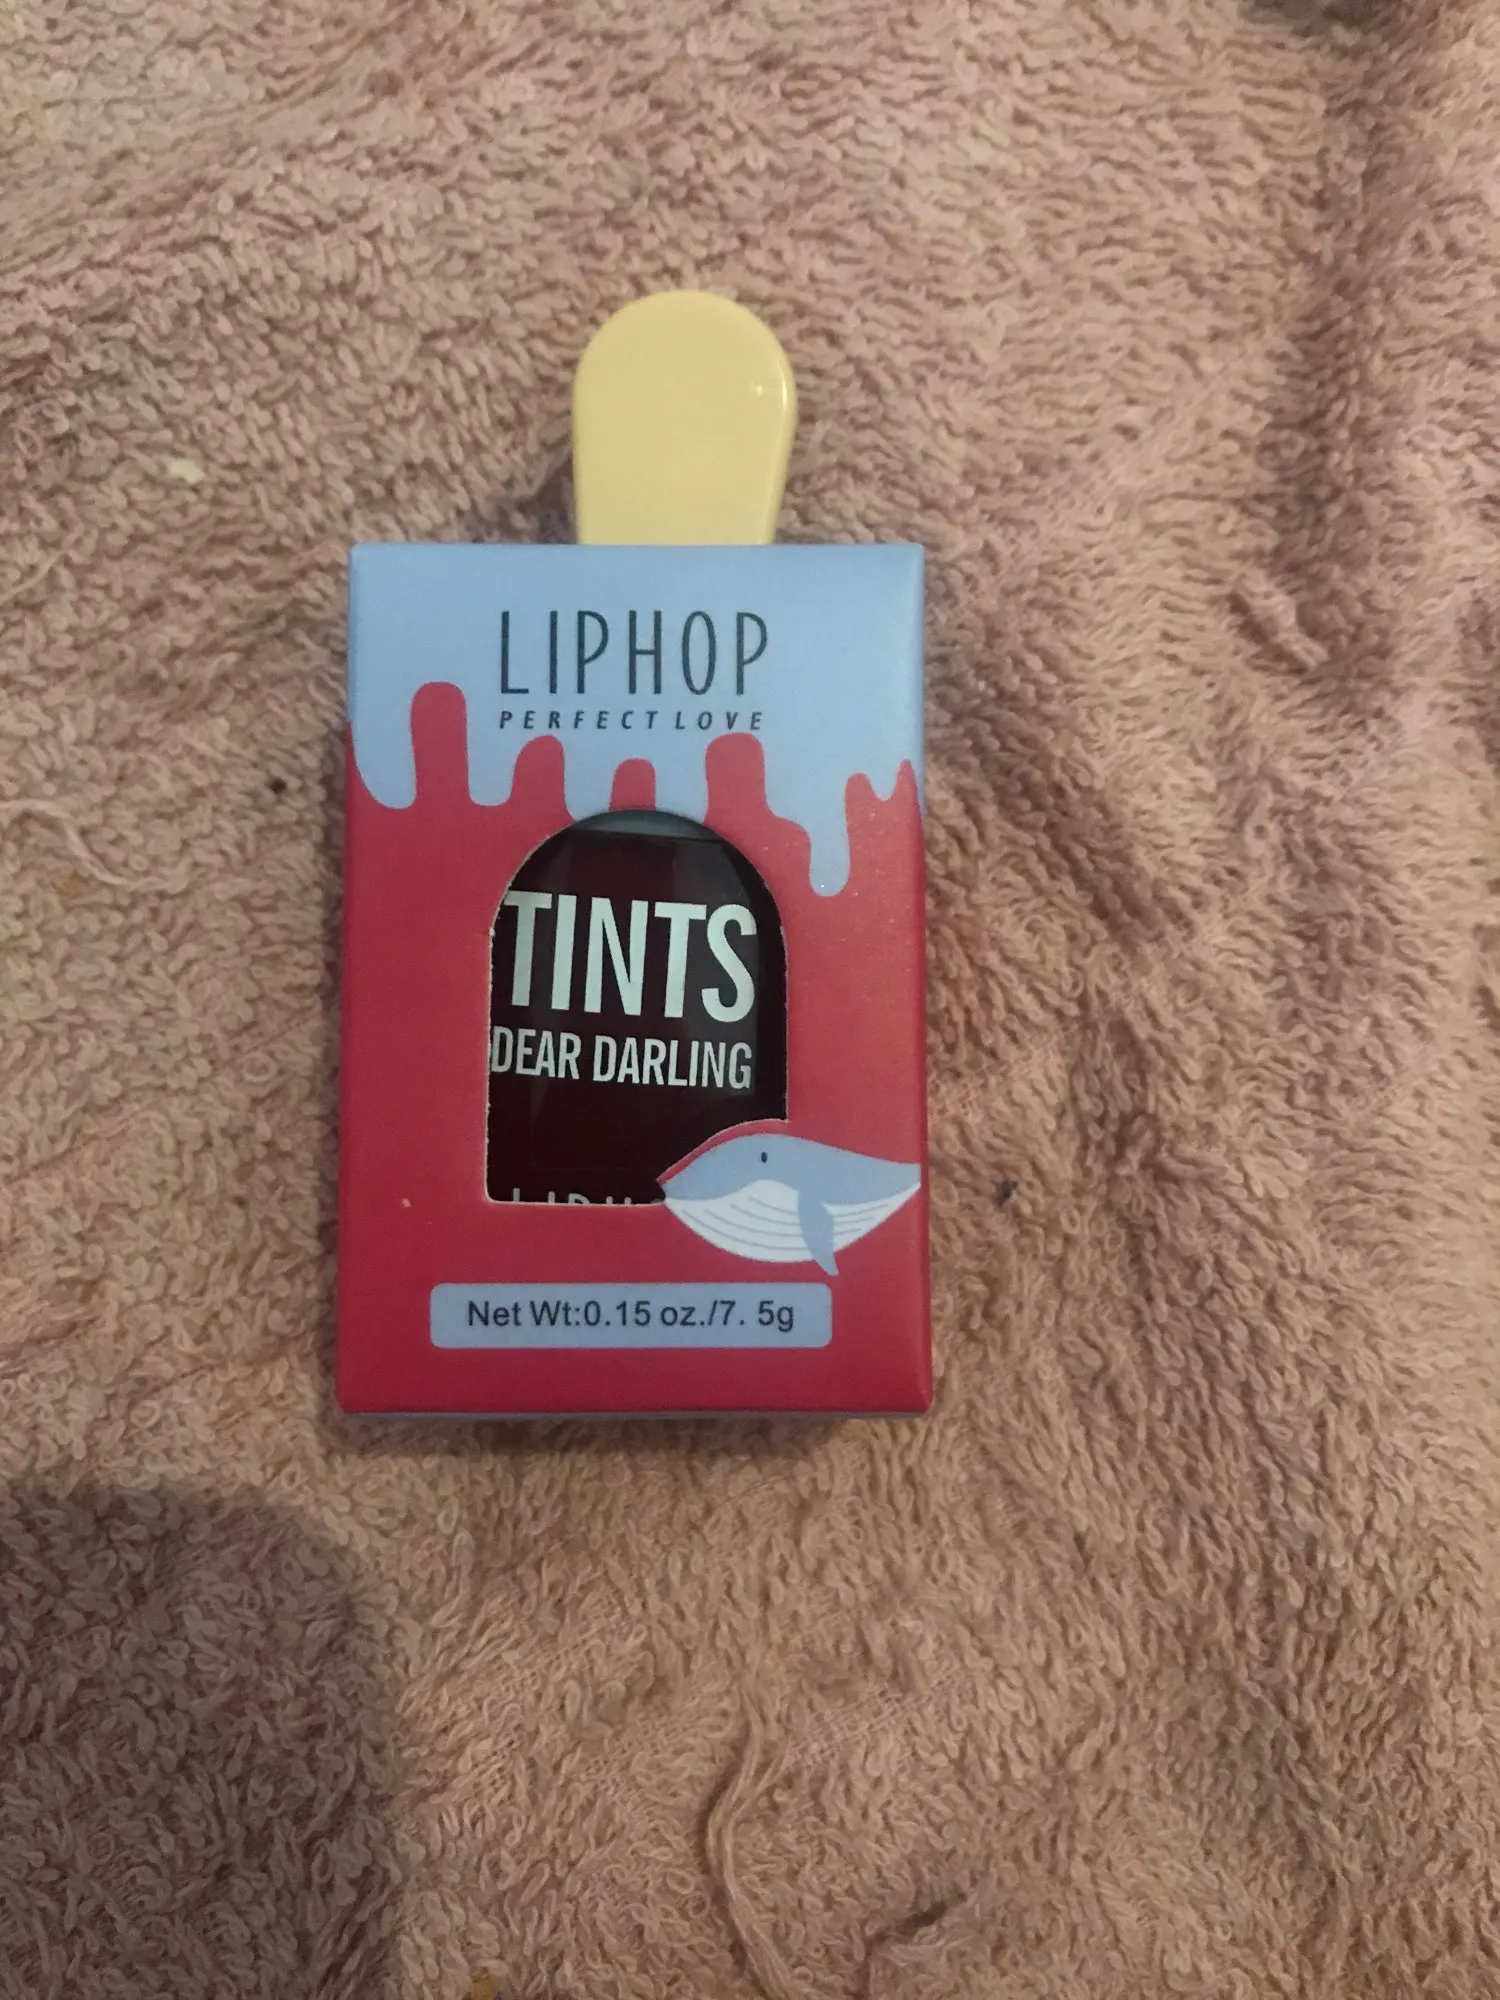 LIPHOP
PERFECT LOVE
TINTS
DEAR DARLING
Net Wt:0.15 oz./7. 5g